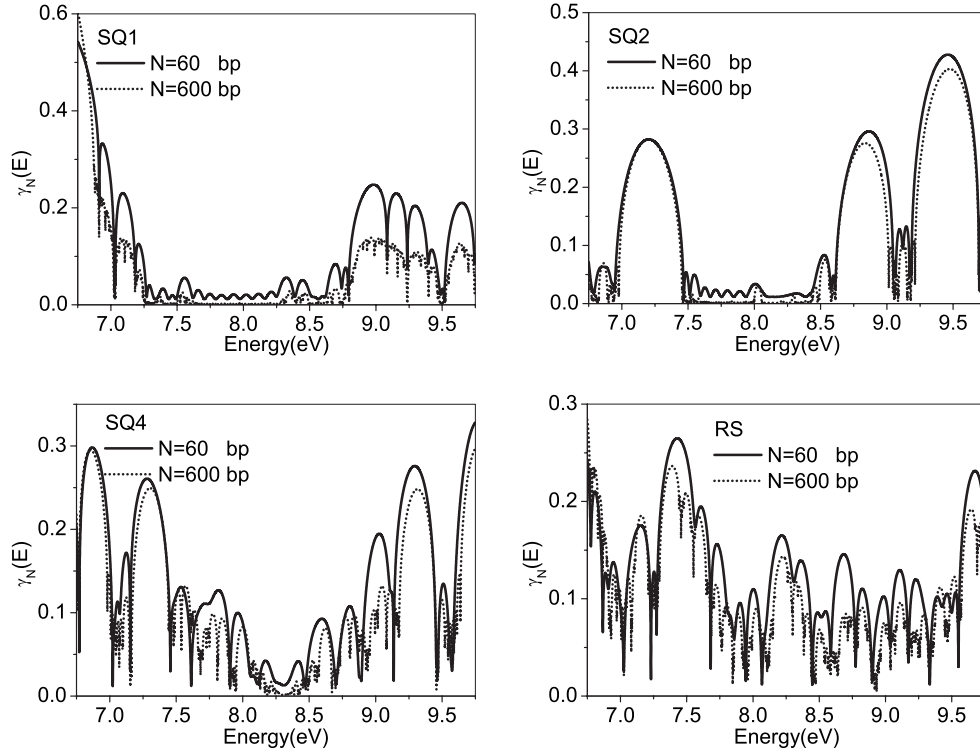 0.6
0.4
0.2
0.0
γN(E)
SQ1
N=60 bp
N=600 bp
7.0 7.5 8.0 8.5 9.0 9.5
Energy(eV)
0.5
0.4
0.3
0.2
0.1
0.0
γN(E)
SQ2
N=60 bp
N=600 bp
7.0 7.5 8.0 8.5 9.0 9.5
Energy(eV)
0.3
0.2
0.1
0.0
γN(E)
SQ4
N=60 bp
N=600 bp
7.0 7.5 8.0 8.5 9.0 9.5
Energy(eV)
0.3
0.2
0.1
0.0
γN(E)
RS
N=60 bp
N=600 bp
7.0 7.5 8.0 8.5 9.0 9.5
Energy(eV)